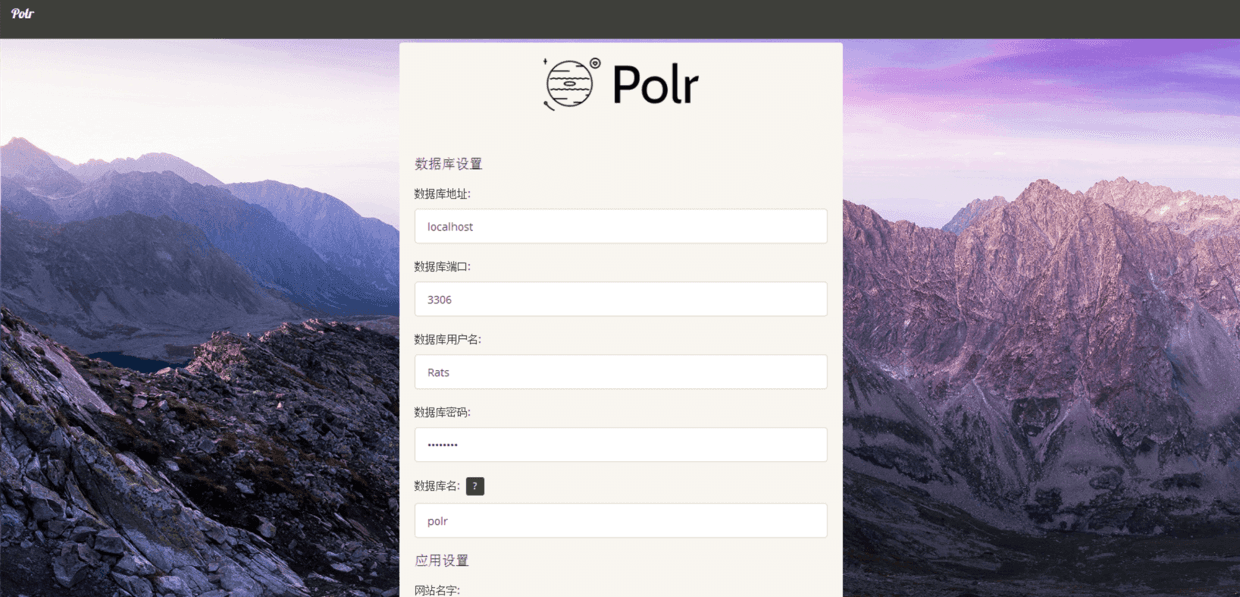 Polr
Polr
数据库设置
数据库地址:
localhost
数据库端口:
3306
数据库用户名:
Rats
数据库密码:
••••••••
数据库名: ?
polr
应用设置
网站名字: